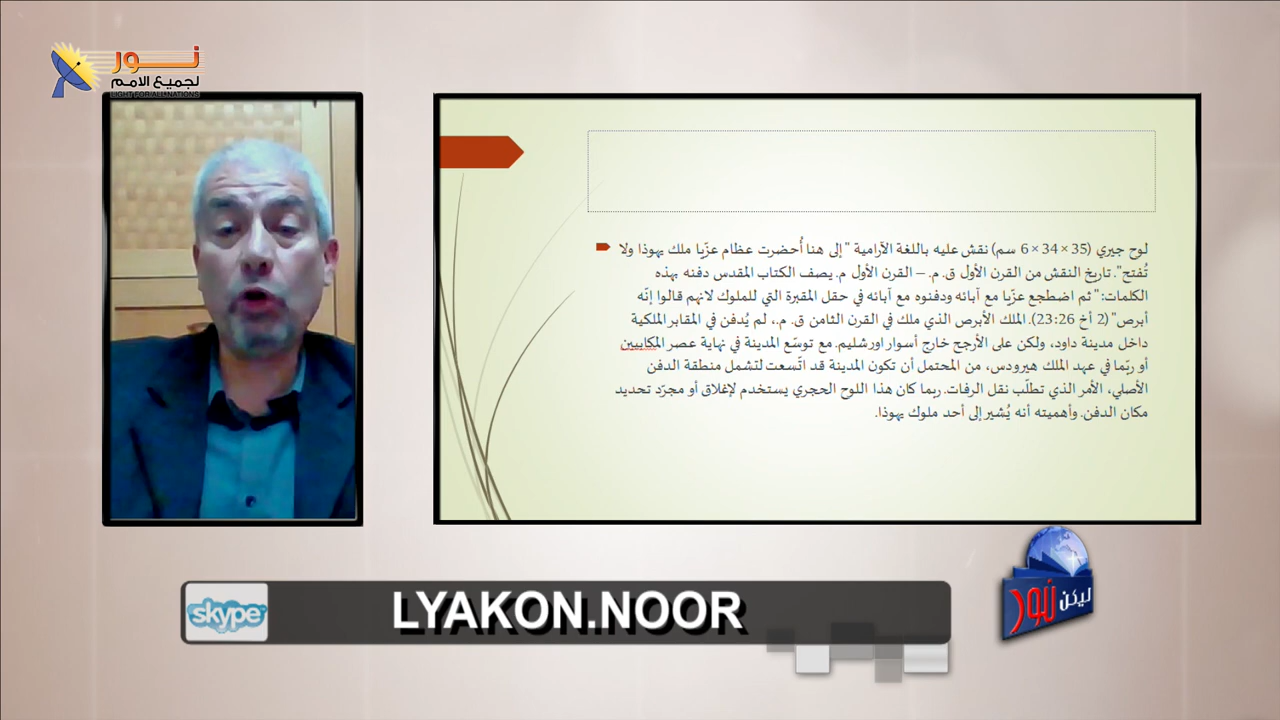 نور
لجميع الامم
LIGHT FOR ALL NATIONS
لوح جيري (35 × 34 × 6 سم) نقش عليه باللغة الآرامية "إلى هنا أُحضرت عظام عزّيا ملك يهوذا ولا
تُفتح". تاريخ النقش من القرن الأول ق. م. – القرن الأول م. يصف الكتاب المقدس دفنه بهذه
الكلمات: "ثم اضطجع عزّيا مع آبائه ودفنوه مع آبائه في حقل المقبرة التي للملوك لانهم قالوا إنّه
أبرص" (2 أخ 23:26). الملك الأبرص الذي ملك في القرن الثامن ق. م.، لم يُدفن في المقابر الملكية
داخل مدينة داود، ولكن على الأرجح خارج أسوار اورشليم. مع توسّع المدينة في نهاية عصر المكابيين
أو ربّما في عهد الملك هيرودس، من المحتمل أن تكون المدينة قد اتّسعت لتشمل منطقة الدفن
الأصلي، الأمر الذي تطلّب نقل الرفات. ربما كان هذا اللوح الحجري يستخدم لإغلاق أو مجرّد تحديد
مكان الدفن. وأهميته أنه يُشير إلى أحد ملوك يهوذا.
skype
LYAKON.NOOR
ليكن نور